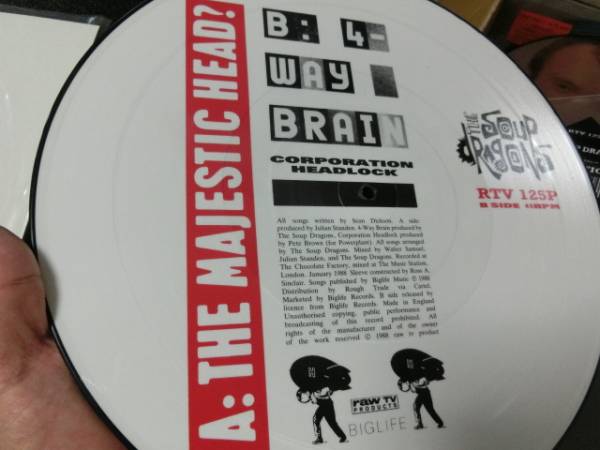 A: THE MAJESTIC HEAD?
B: 4-
WAY
BRAIN
CORPORATION
HEADLOCK
THE SOUP DRAGONS
RTV 125P
B SIDE 45RPM
All songs written by Sean Dickson. A side
produced by Julian Standen. 4-Way Brain produced by
The Soup Dragons. Corporation Headlock produced
by Pete Brown (for Powerplant). All songs arranged
by The Soup Dragons. Mixed by Walter Samuel,
Julian Standen, and The Soup Dragons. Recorded at
The Chocolate Factory, mixed at The Music Station,
London. January 1988 Sleeve constructed by Ross A.
Sinclair. Songs published by Biglife Music © 1988
Distribution by Rough Trade via Cartel.
Marketed by Biglife Records. B side released by
licence from Biglife Records. Made in England
Unauthorised copying, public performance and
broadcasting of this record prohibited. All
rights of the manufacturer and of the owner
of the work reserved © 1988 raw tv product
raw TV
PRODUCTS
BIGLIFE